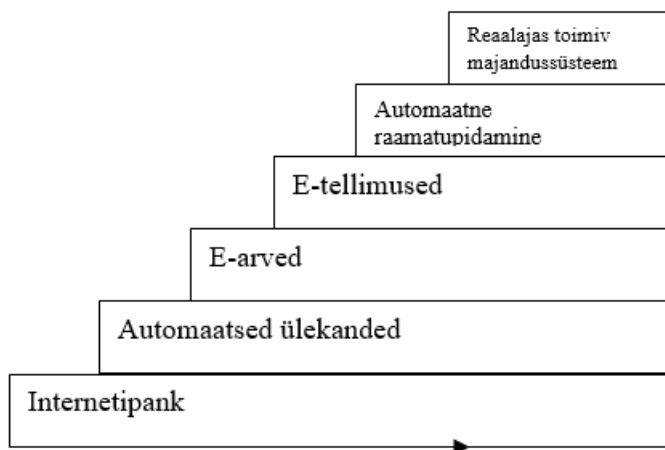 Reaalajas toimiv
majandussüsteem
Automaatne
raamatupidamine
E-tellimused
E-arved
Automaatsed ülekanded
Internetipank